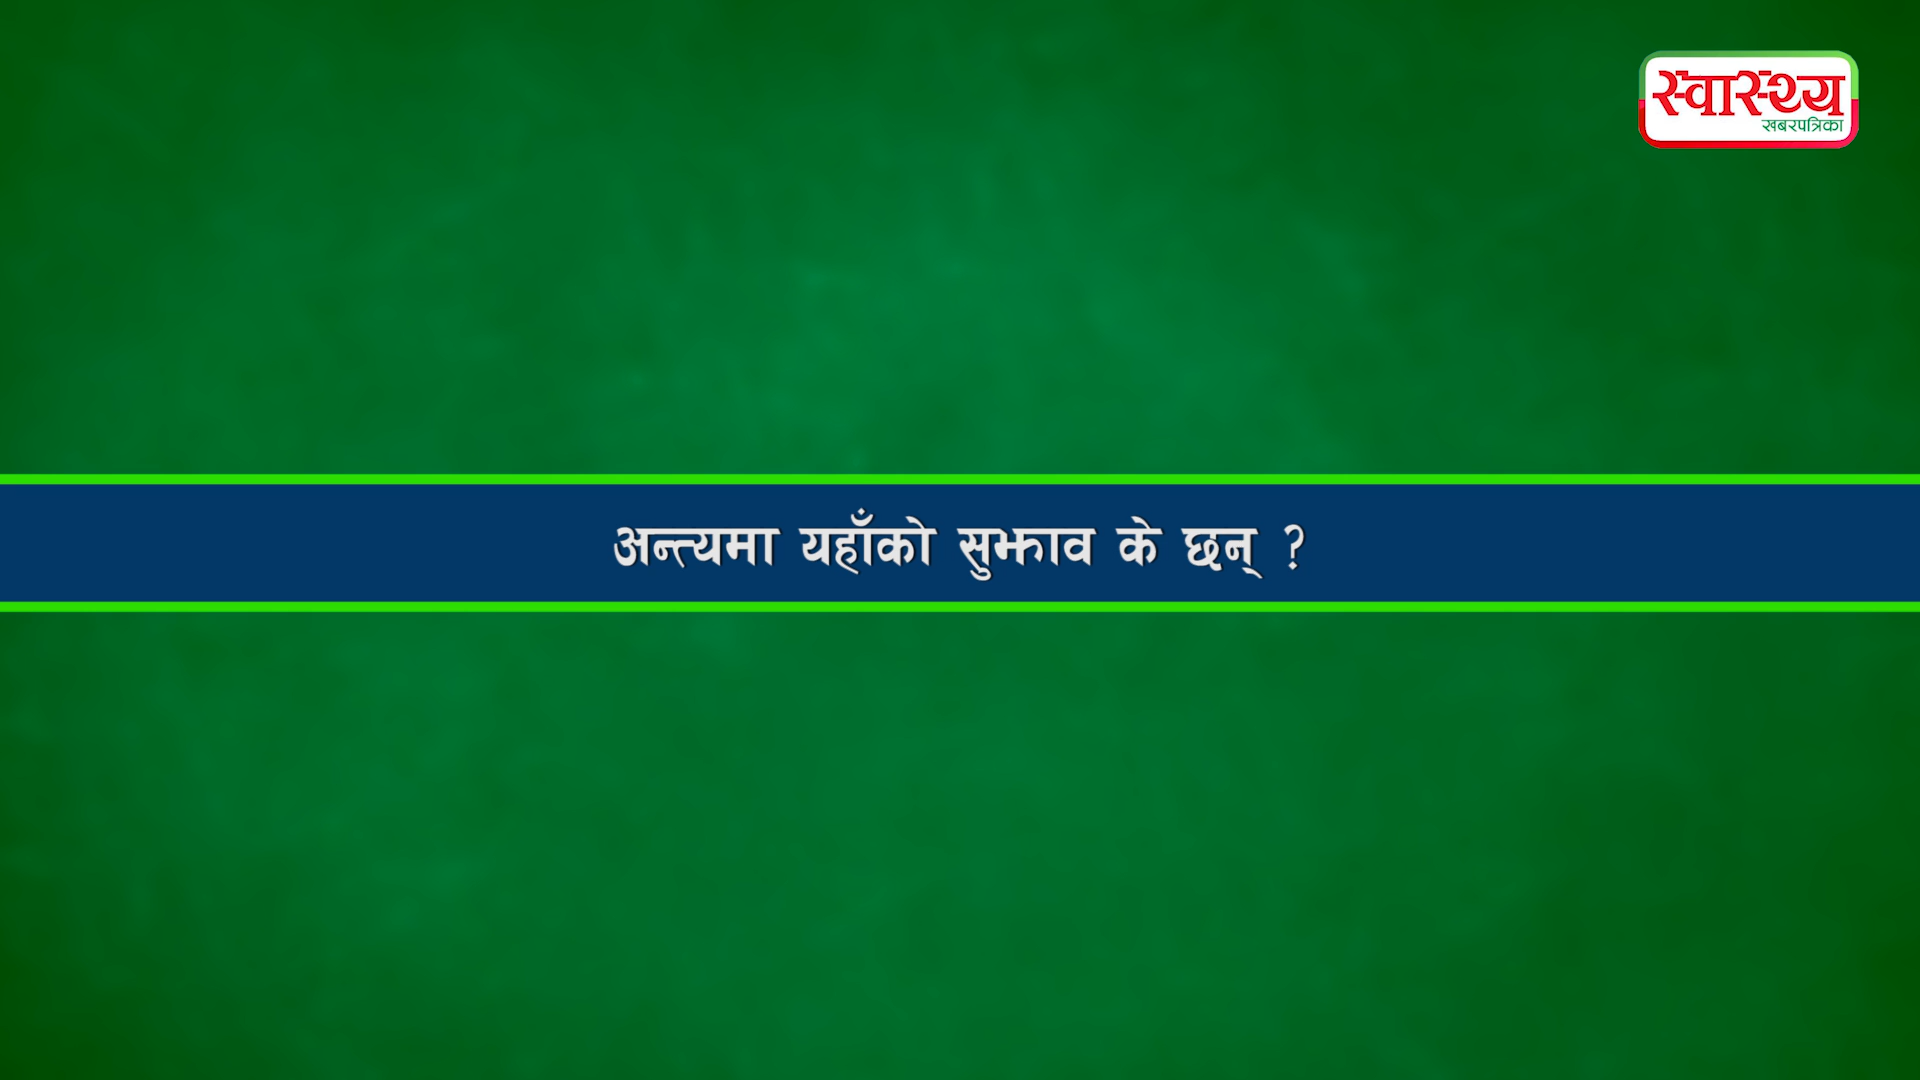 स्वास्थ्य
खबरपत्रिका
अन्त्यमा यहाँको सुझाव के छन् ?